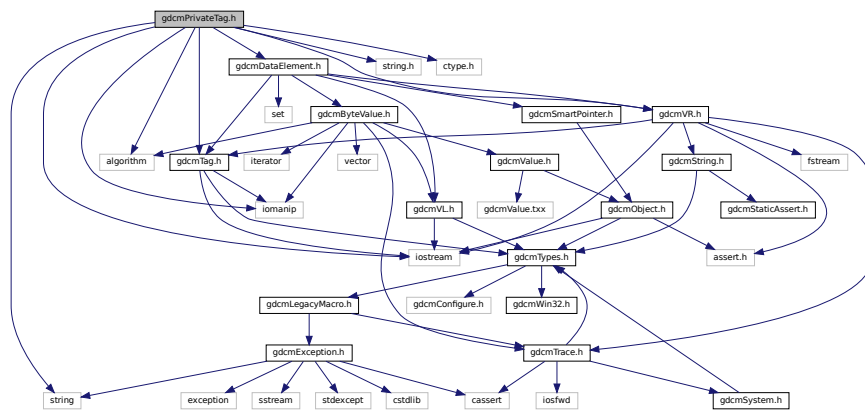 gdcmPrivateTag.h
gdcmDataElement.h
string.h
ctype.h
set
gdcmByteValue.h
gdcmSmartPointer.h
gdcmVR.h
algorithm
gdcmTag.h
iterator
vector
gdcmValue.h
gdcmString.h
fstream
iomanip
gdcmVL.h
gdcmValue.txx
gdcmObject.h
gdcmStaticAssert.h
iostream
gdcmTypes.h
assert.h
gdcmLegacyMacro.h
gdcmConfigure.h
gdcmWin32.h
gdcmException.h
gdcmTrace.h
string
exception
sstream
stdexcept
cstdlib
cassert
iosfwd
gdcmSystem.h